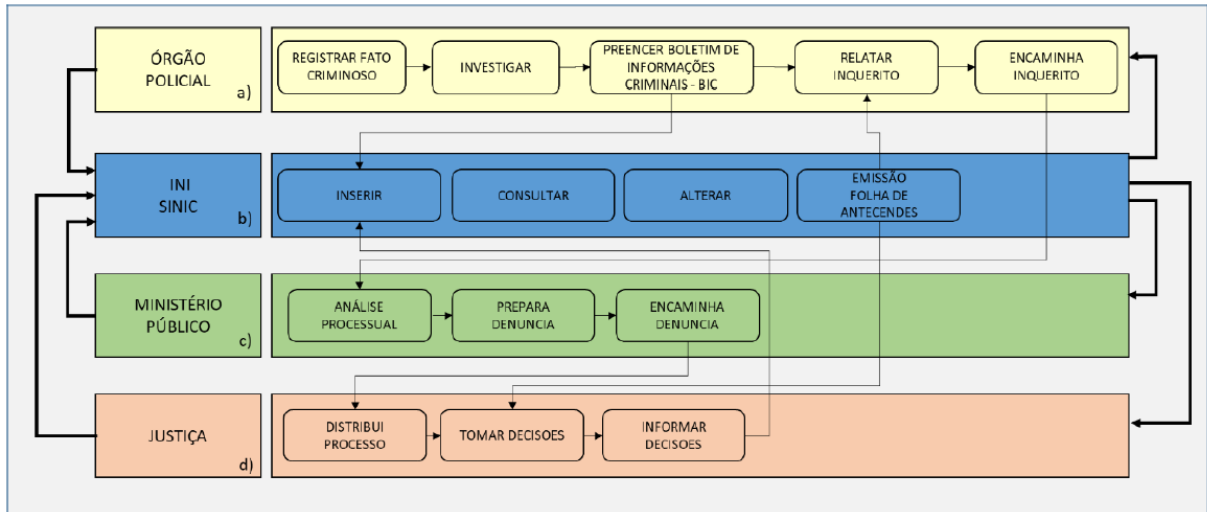 ÓRGÃO
POLICIAL
a)
REGISTRAR FATO
CRIMINOSO
INVESTIGAR
PREENCER BOLETIM DE
INFORMAÇÕES
CRIMINAIS - BIC
RELATAR
INQUERITO
ENCAMINHA
INQUERITO
INI
SINIC
b)
INSERIR
CONSULTAR
ALTERAR
EMISSÃO
FOLHA DE
ANTECENDES
MINISTÉRIO
PÚBLICO
c)
ANÁLISE
PROCESSUAL
PREPARA
DENUNCIA
ENCAMINHA
DENUNCIA
JUSTIÇA
d)
DISTRIBUI
PROCESSO
TOMAR DECISOES
INFORMAR
DECISOES